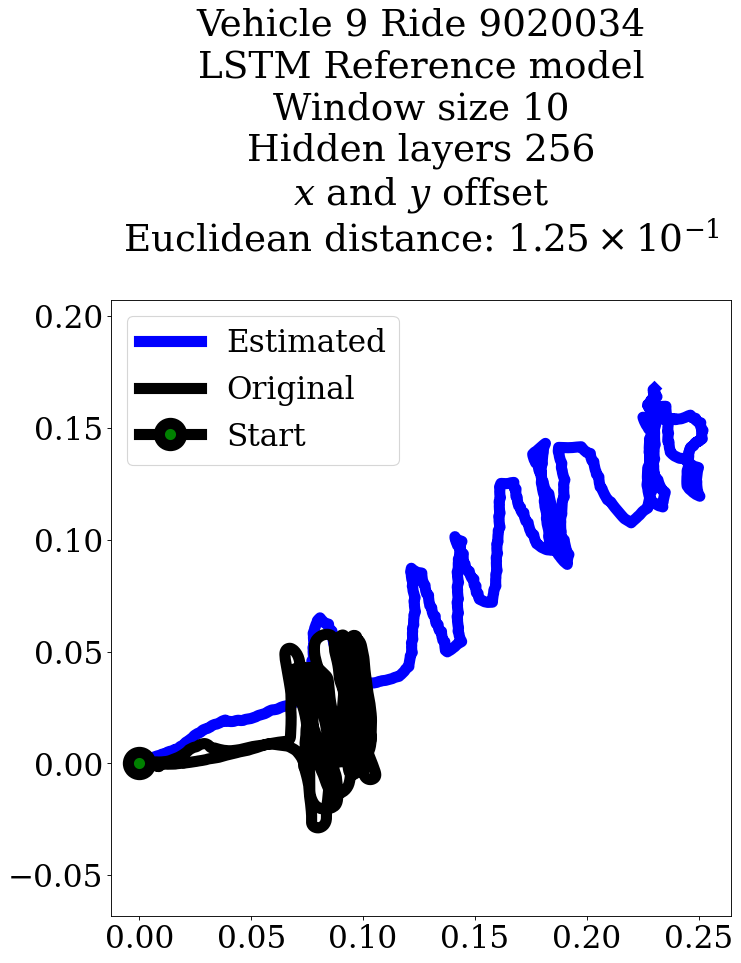 Vehicle 9 Ride 9020034
LSTM Reference model
Window size 10
Hidden layers 256
x and y offset
Euclidean distance: 1.25 × 10⁻¹
Estimated
Original
Start
0.20
0.15
0.10
0.05
0.00
−0.05
0.00 0.05 0.10 0.15 0.20 0.25